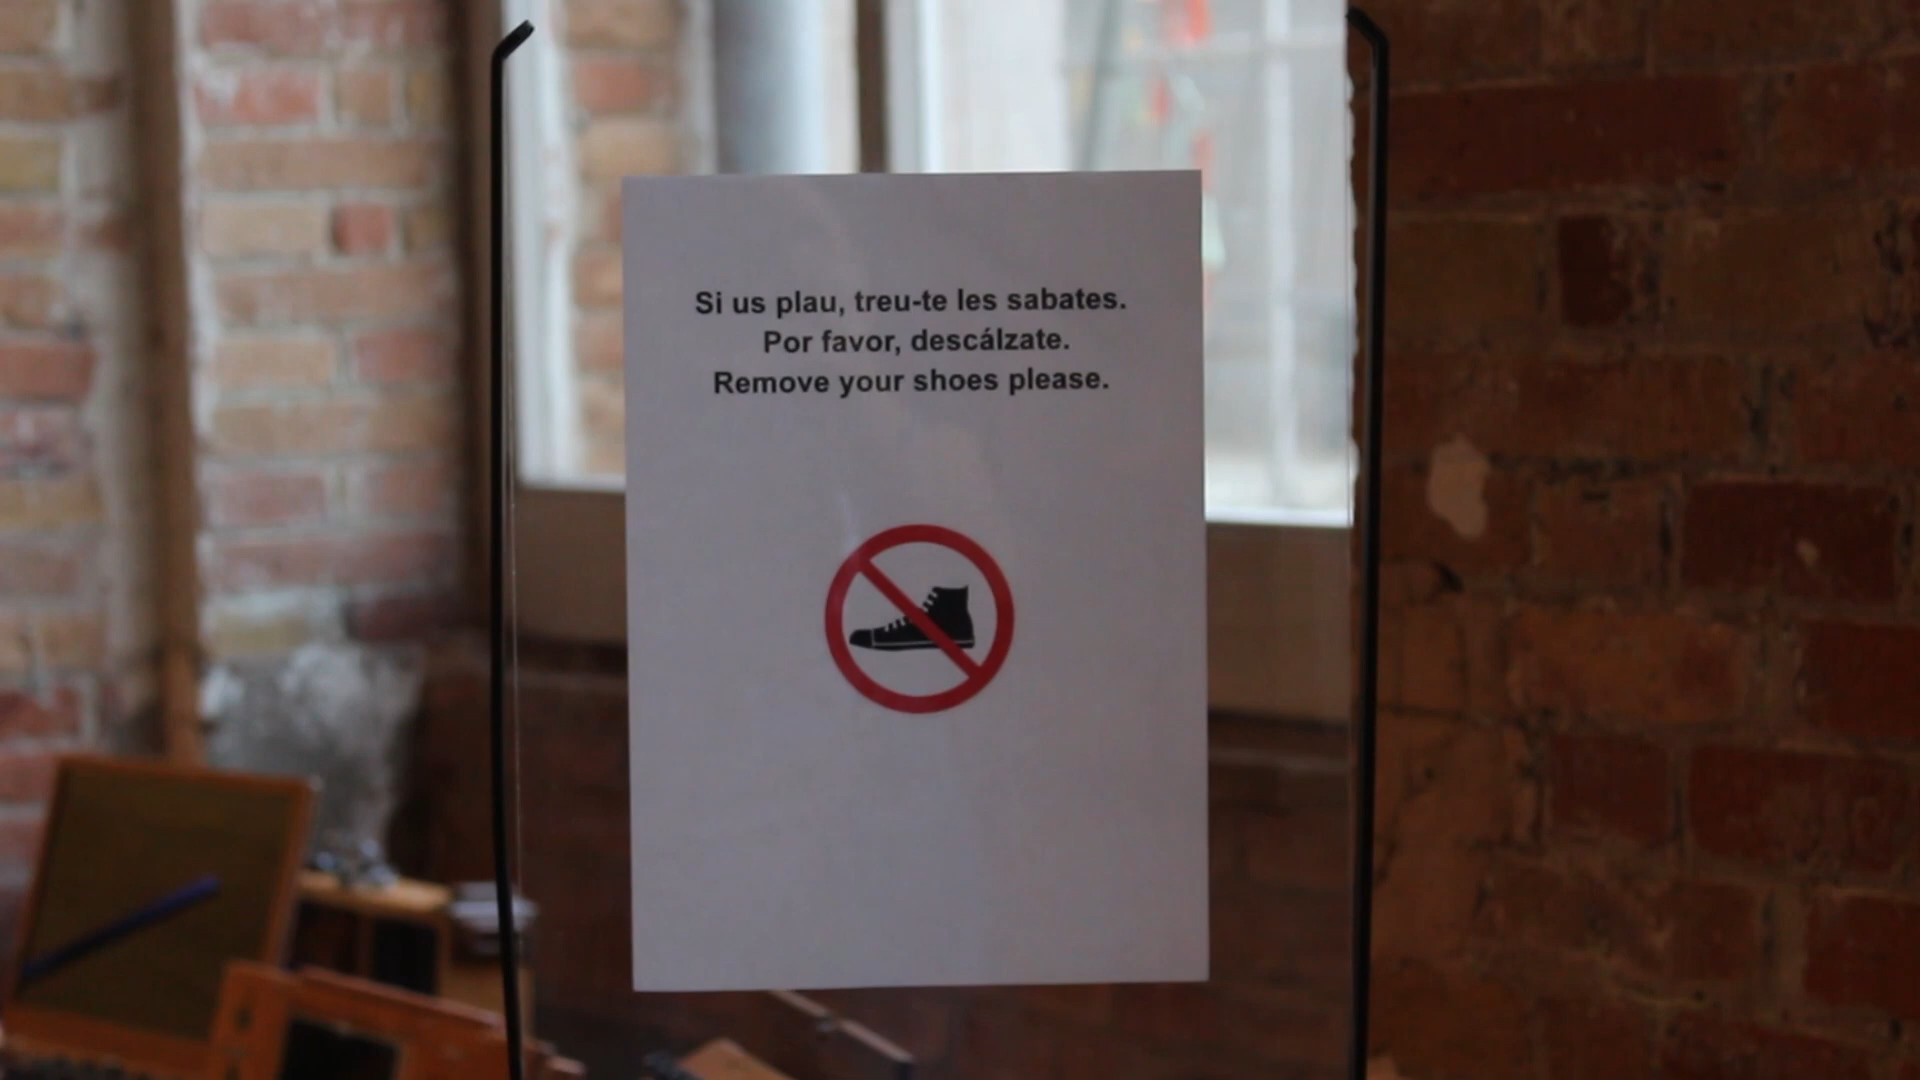 Si us plau, treu-te les sabates.
Por favor, descálzate.
Remove your shoes please.